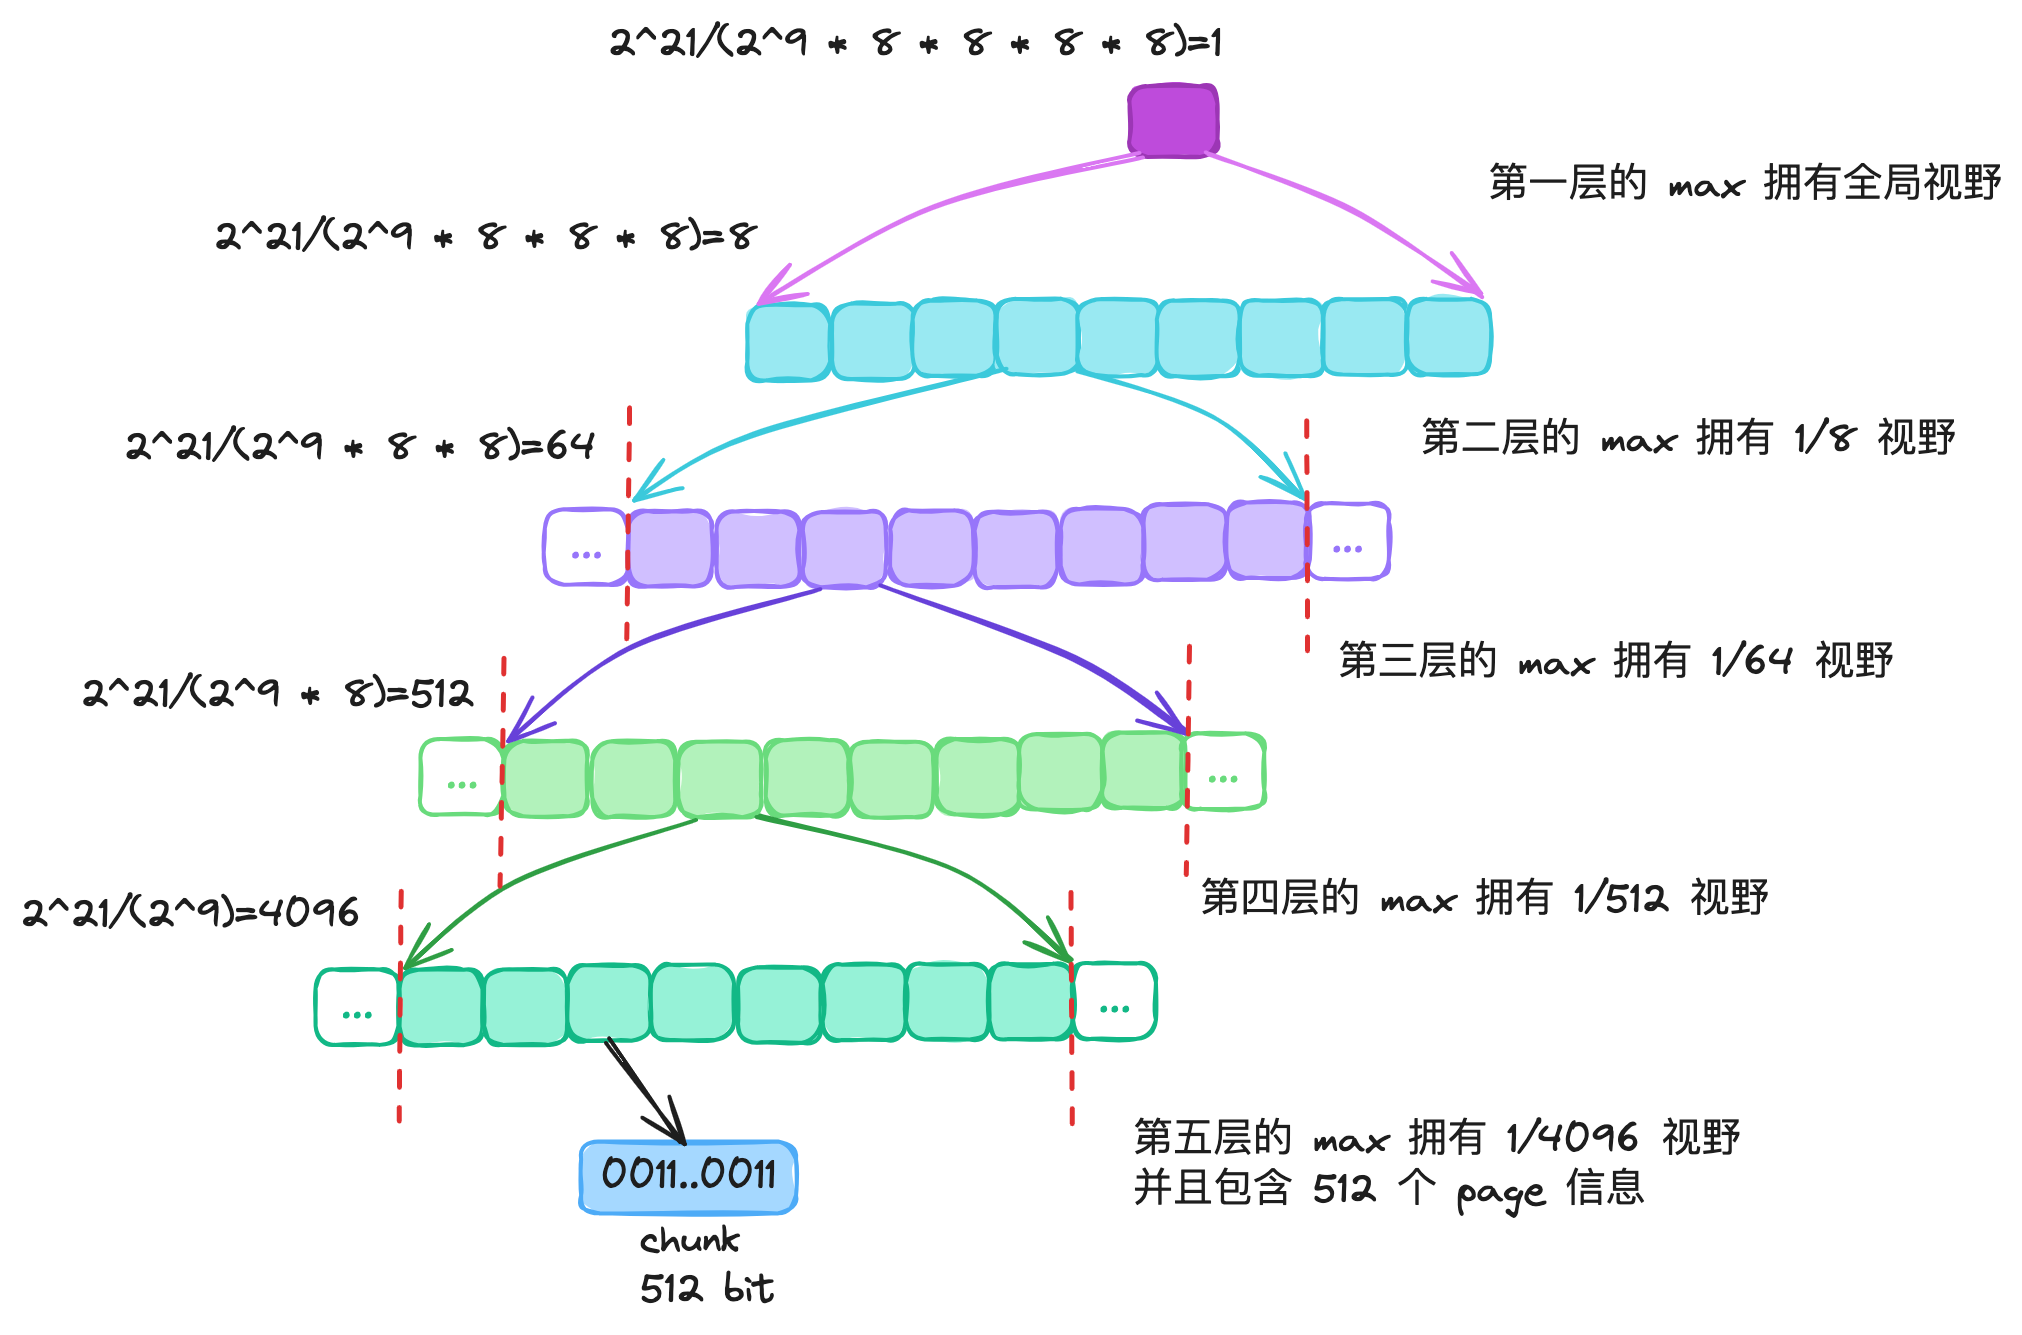 2^21/(2^9 * 8 * 8 * 8 * 8)=1
第一层的 max 拥有全局视野
2^21/(2^9 * 8 * 8 * 8)=8
2^21/(2^9 * 8 * 8)=64
第二层的 max 拥有 1/8 视野
...
...
第三层的 max 拥有 1/64 视野
2^21/(2^9 * 8)=512
...
...
第四层的 max 拥有 1/512 视野
2^21/(2^9)=4096
...
...
第五层的 max 拥有 1/4096 视野
并且包含 512 个 page 信息
0011..0011
chunk
512 bit